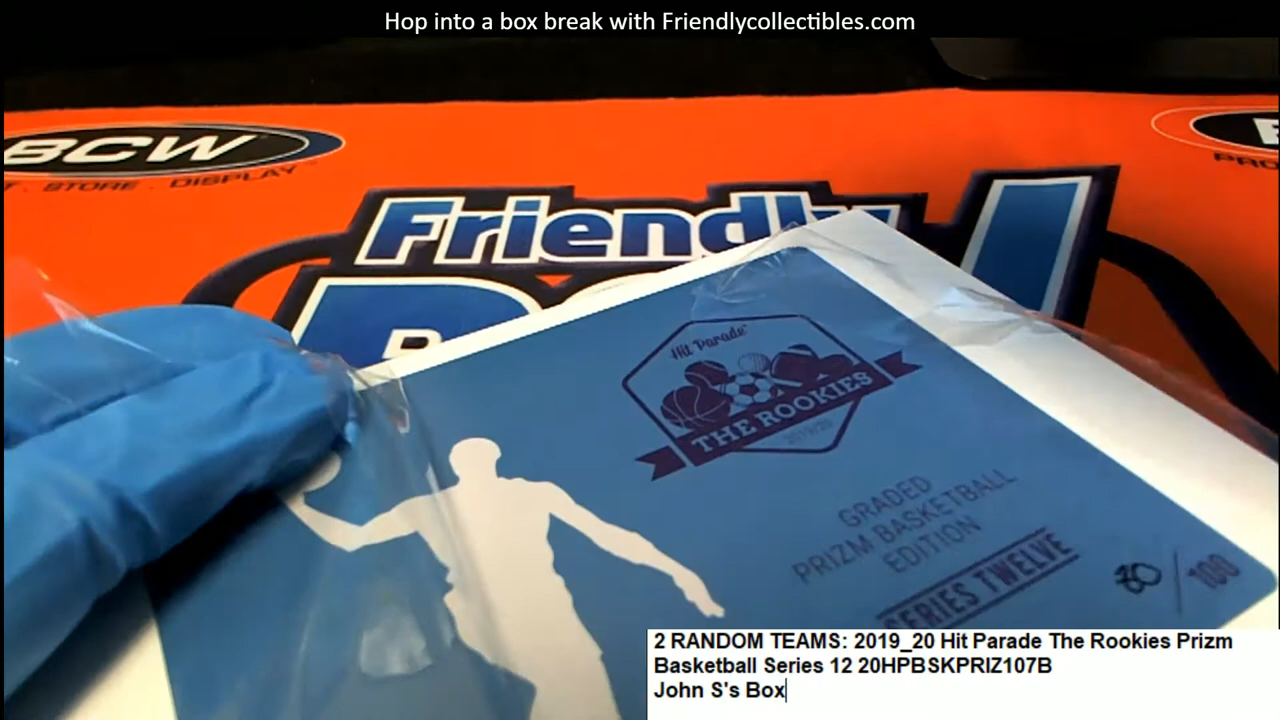 Hop into a box break with Friendlycollectibles.com
BCW
STORE . DISPLAY
PRO
Friendly
Hit Parade
THE ROOKIES
2019/20
GRADED
PRIZM BASKETBALL
EDITION
SERIES TWELVE
80/100
2 RANDOM TEAMS: 2019_20 Hit Parade The Rookies Prizm
Basketball Series 12 20HPBSKPRIZ107B
John S's Box